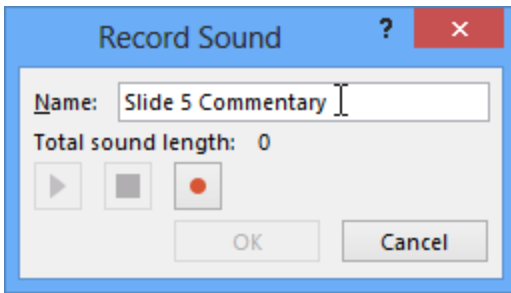 Record Sound ? ×
Name: Slide 5 Commentary
Total sound length: 0
OK Cancel